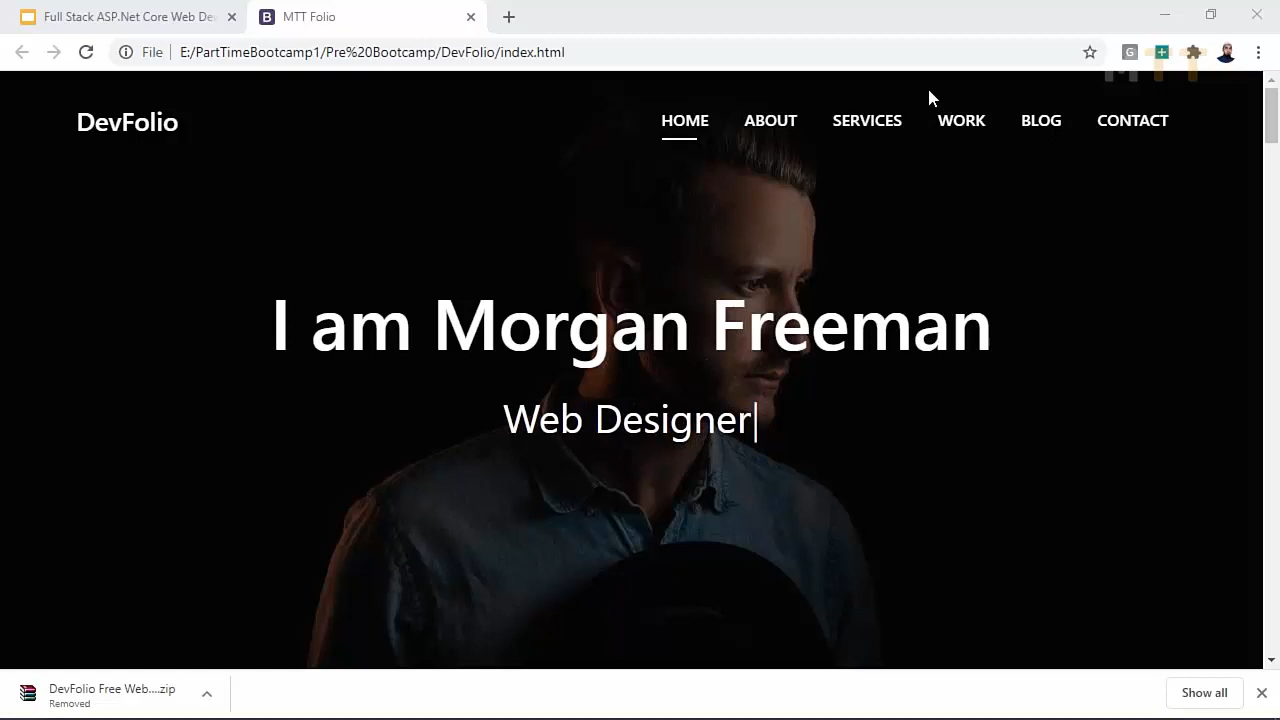 Full Stack ASP.Net Core Web De
MTT Folio
File
E:/PartTimeBootcamp1/Pre%20Bootcamp/DevFolio/index.html
DevFolio
HOME
ABOUT
SERVICES
WORK
BLOG
CONTACT
I am Morgan Freeman
Web Designer
DevFolio Free Web....zip
Removed
Show all